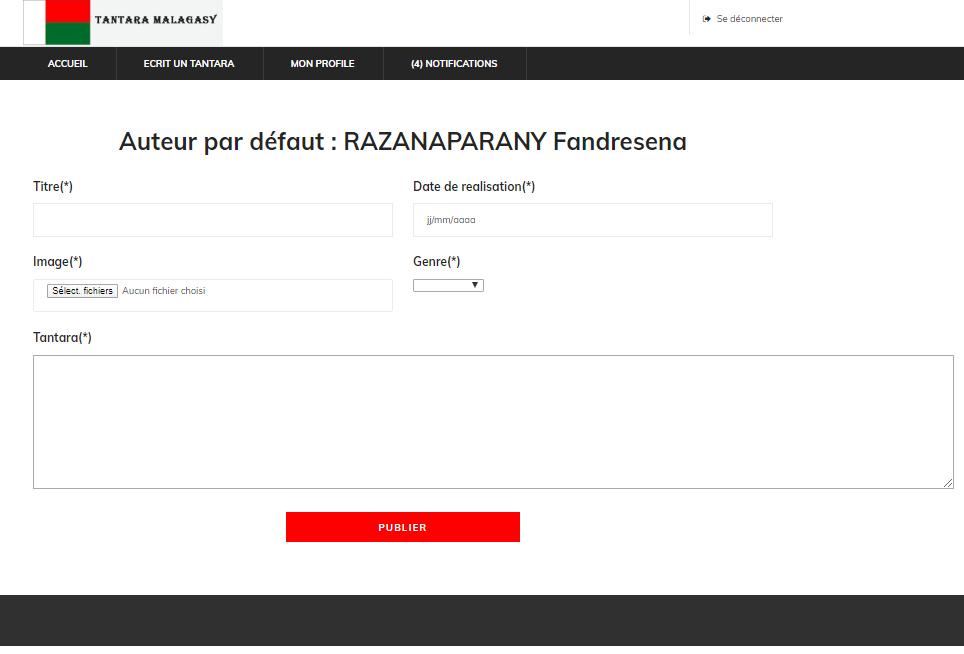 TANTARA MALAGASY
Se déconnecter
ACCUEIL ECRIT UN TANTARA MON PROFILE (4) NOTIFICATIONS
Auteur par défaut : RAZANAPARANY Fandresena
Titre(*) Date de realisation(*)
jj/mm/aaaa
Image(*) Genre(*)
Sélect. fichiers Aucun fichier choisi
Tantara(*)
PUBLIER